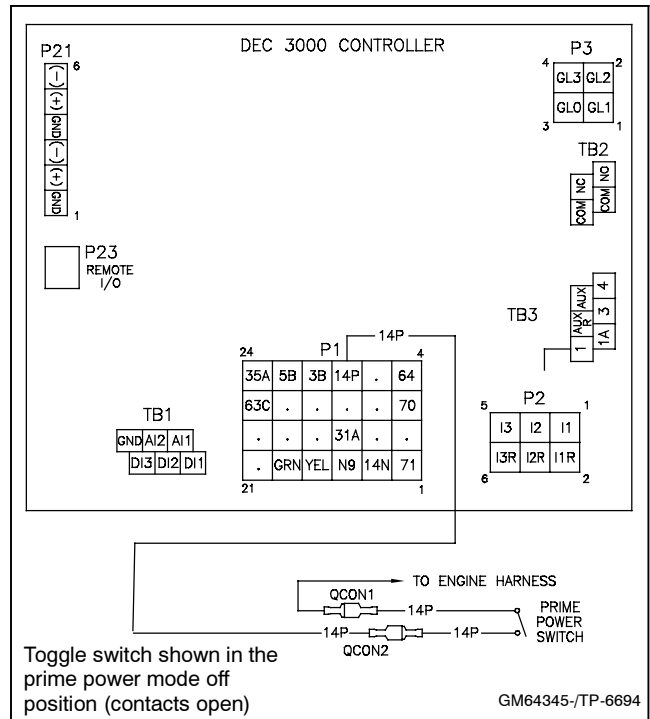 DEC 3000 CONTROLLER
P21
6
(-)
(+)
GND
(-)
(+)
GND
1
P23
REMOTE
I/O
P3
4 2
GL3 GL2
GL0 GL1
3 1
TB2
COM NC
COM NO
TB3
AUX 4
AUX R 3
1 1A
14P
P1
24 4
35A 5B 3B 14P . 64
63C . . . . 70
. . . 31A . .
. GRN YEL N9 14N 71
21 1
TB1
GND AI2 AI1
DI3 DI2 DI1
P2
5 1
I3 I2 I1
I3R I2R I1R
6 2
TO ENGINE HARNESS
QCON1
14P
PRIME
POWER
SWITCH
14P
14P
QCON2
Toggle switch shown in the
prime power mode off
position (contacts open)
GM64345-/TP-6694